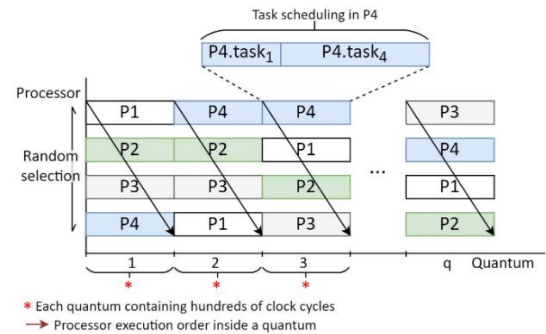 Task scheduling in P4
P4.task1 P4.task4
Processor
P1 P4 P4 P3
Random selection
P2 P2 P1 P4
P3 P3 P2 ... P1
P4 P1 P3 P2
1 2 3 q Quantum
* * *
* Each quantum containing hundreds of clock cycles
→ Processor execution order inside a quantum